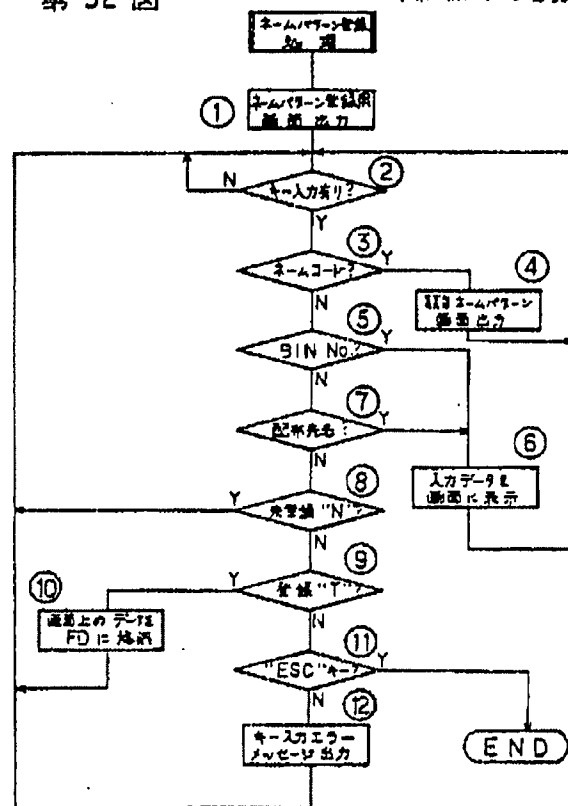 第52図
ネームパターン登録
処理
① ネームパターン登録用
画面出力
②
キー入力有り?
N
Y
③
ネームコード?
Y
N
④
ネームパターン
画面出力
⑤
BIN No.?
Y
N
⑦
配布先名?
Y
N
⑥
入力データを
画面に表示
⑧
"N"?
Y
N
⑨
登録 "Y"?
Y
N
⑩
画面上のデータを
FDに格納
⑪
"ESC"キー?
Y
N
⑫
キー入力エラー
メッセージ出力
END